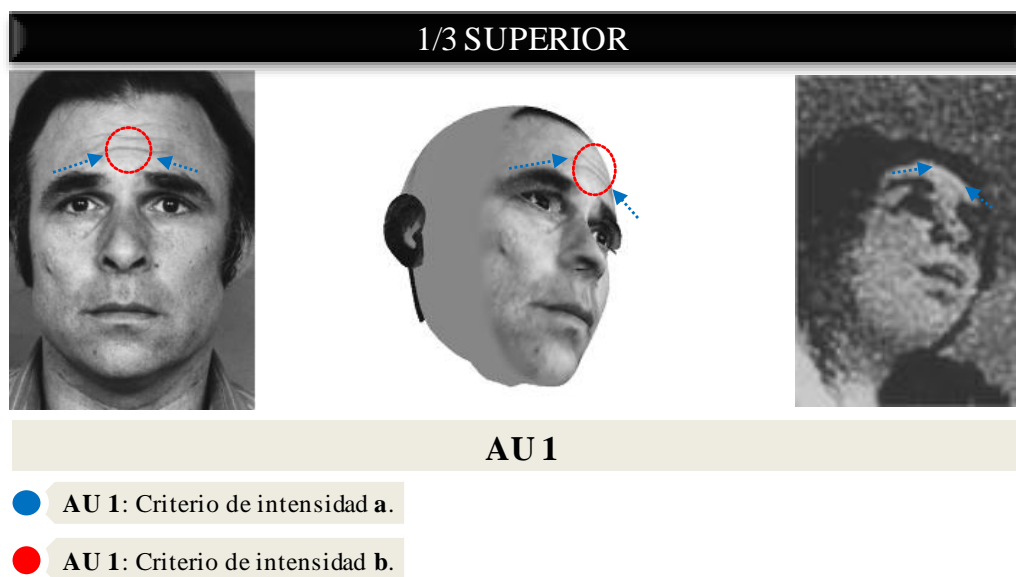 1/3 SUPERIOR
AU 1
AU 1: Criterio de intensidad a.
AU 1: Criterio de intensidad b.